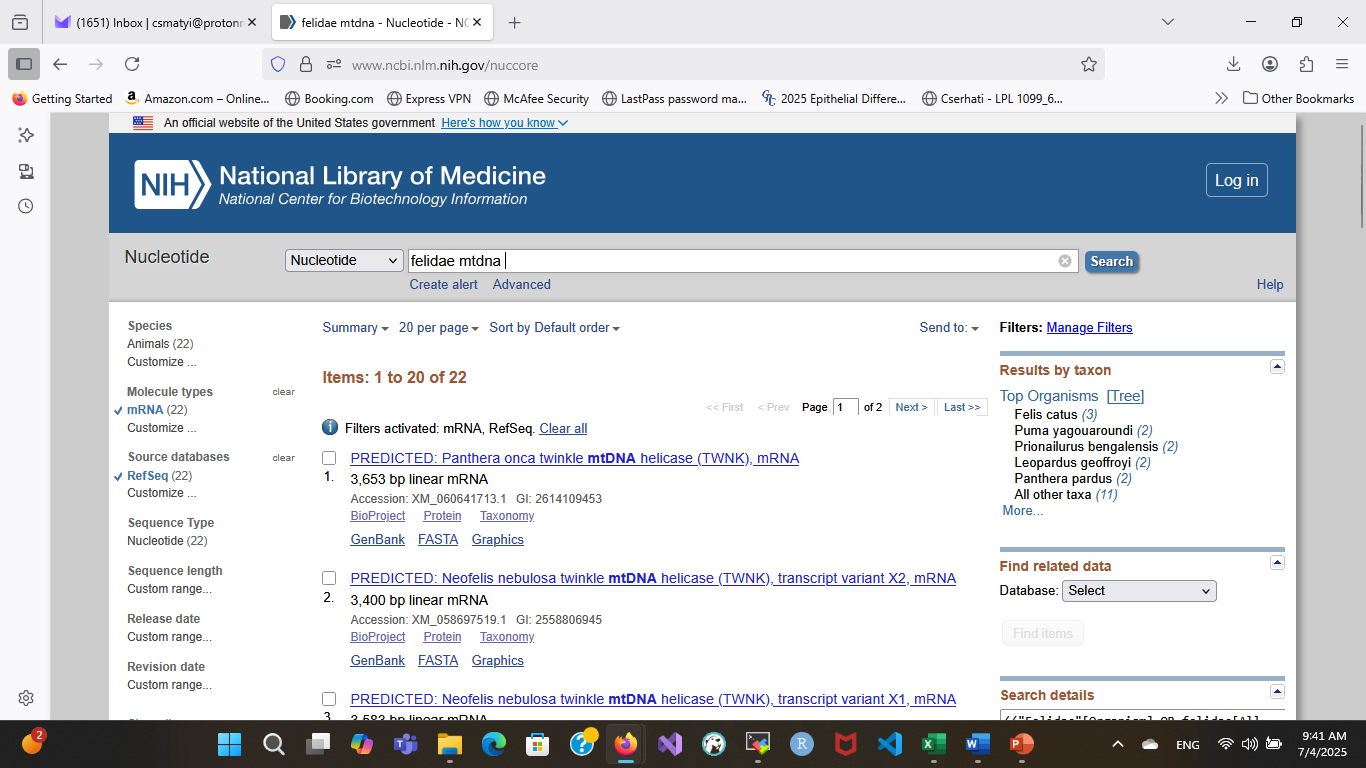 (1651) Inbox | csmatyi@protonm
felidae mtdna - Nucleotide - NC
www.ncbi.nlm.nih.gov/nuccore
Getting Started
Amazon.com – Online...
Booking.com
Express VPN
McAfee Security
LastPass password ma...
2025 Epithelial Differe...
Cserhati - LPL 1099_6...
Other Bookmarks
An official website of the United States government Here's how you know
NIH National Library of Medicine
National Center for Biotechnology Information
Log in
Nucleotide
Nucleotide
felidae mtdna
Search
Create alert Advanced
Help
Species
Animals (22)
Customize ...
Molecule types clear
mRNA (22)
Customize ...
Source databases clear
RefSeq (22)
Customize ...
Sequence Type
Nucleotide (22)
Sequence length
Custom range...
Release date
Custom range...
Revision date
Custom range...
Summary 20 per page Sort by Default order
Send to:
Items: 1 to 20 of 22
<< First < Prev Page 1 of 2 Next > Last >>
Filters activated: mRNA, RefSeq. Clear all
PREDICTED: Panthera onca twinkle mtDNA helicase (TWNK), mRNA
1. 3,653 bp linear mRNA
Accession: XM_060641713.1 GI: 2614109453
BioProject Protein Taxonomy
GenBank FASTA Graphics
PREDICTED: Neofelis nebulosa twinkle mtDNA helicase (TWNK), transcript variant X2, mRNA
2. 3,400 bp linear mRNA
Accession: XM_058697519.1 GI: 2558806945
BioProject Protein Taxonomy
GenBank FASTA Graphics
PREDICTED: Neofelis nebulosa twinkle mtDNA helicase (TWNK), transcript variant X1, mRNA
3. 3,583 bp linear mRNA
Filters: Manage Filters
Results by taxon
Top Organisms [Tree]
Felis catus (3)
Puma yagouaroundi (2)
Prionailurus bengalensis (2)
Leopardus geoffroyi (2)
Panthera pardus (2)
All other taxa (11)
More...
Find related data
Database: Select
Find items
Search details
(("Felidae"[Organism] OR felidae[All
2
ENG
9:41 AM
7/4/2025